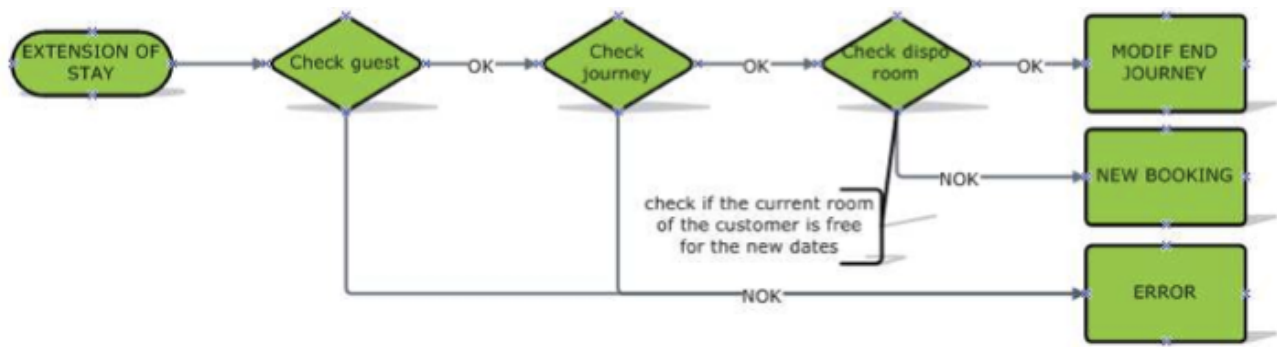 EXTENSION OF
STAY
Check guest
OK
Check
journey
OK
Check dispo
room
OK
MODIF END
JOURNEY
NOK
NEW BOOKING
check if the current room
of the customer is free
for the new dates
NOK
ERROR